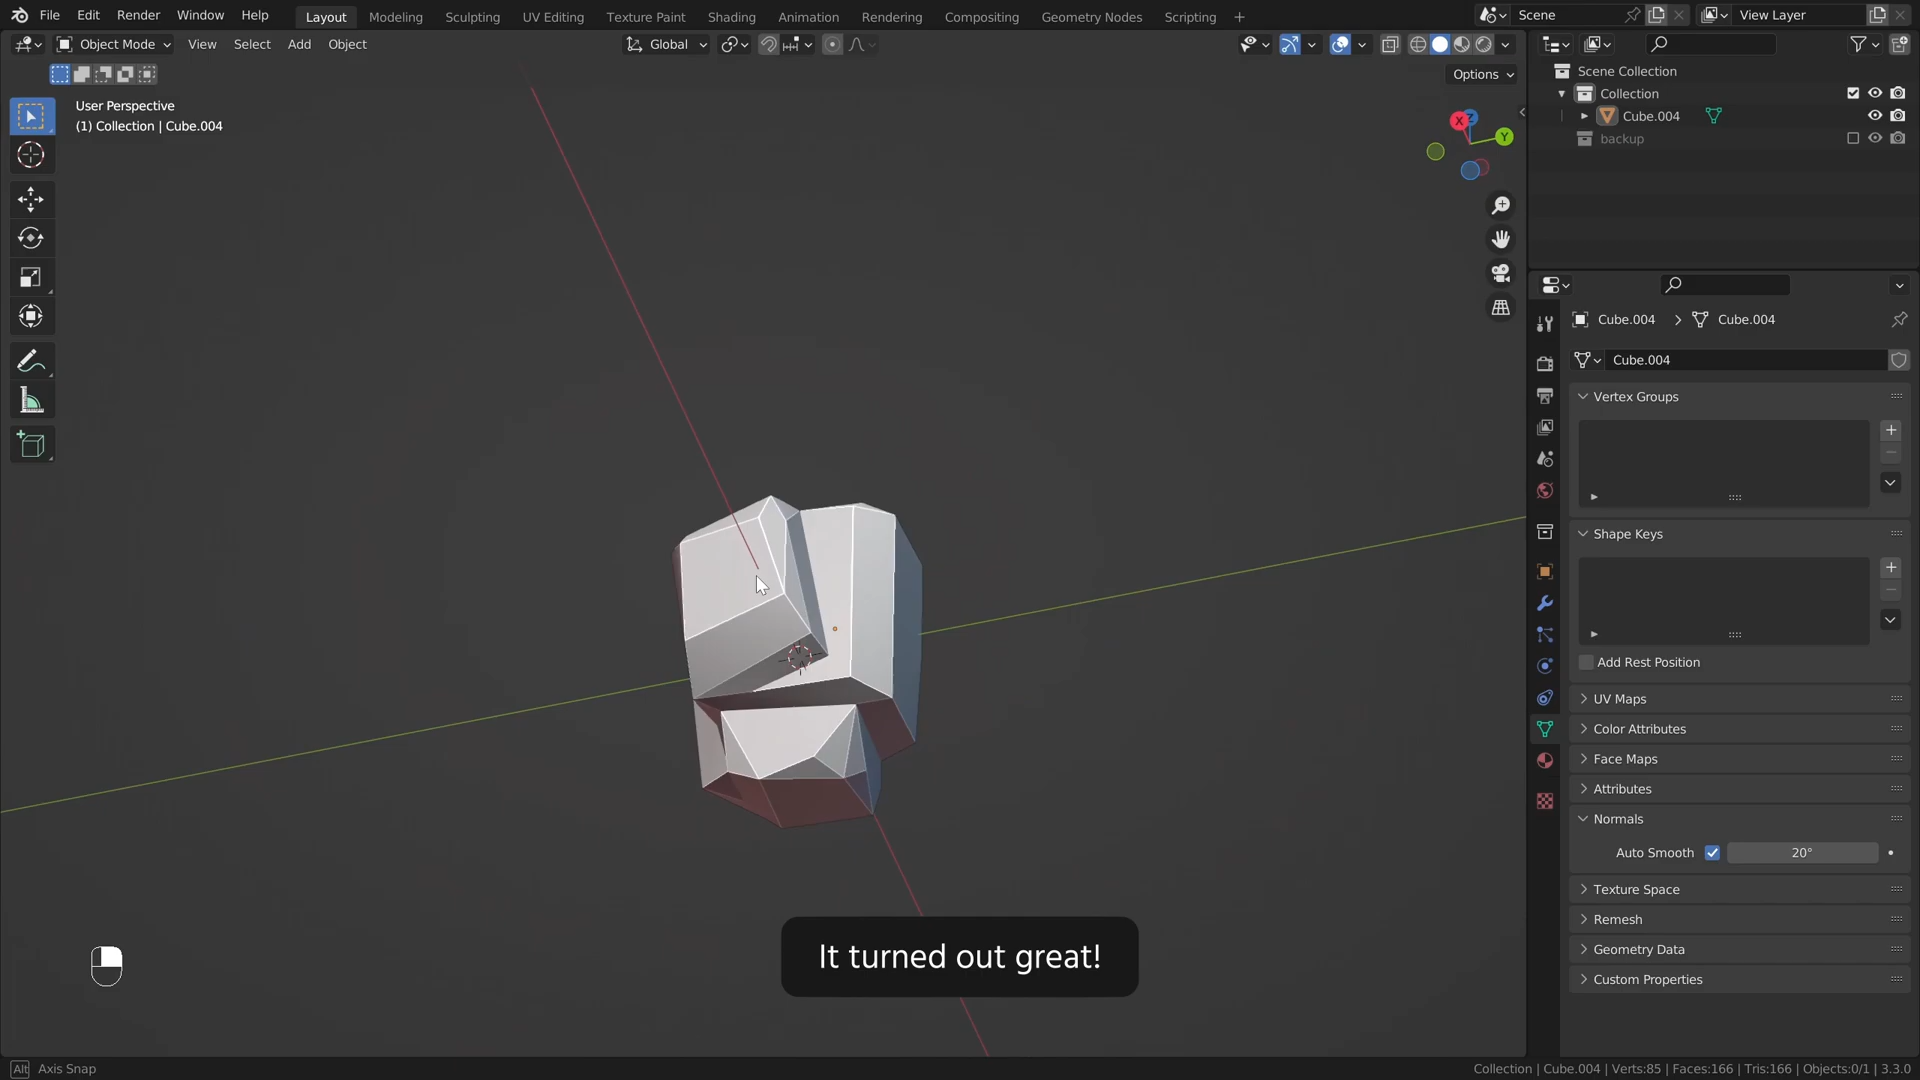 File Edit Render Window Help Layout Modeling Sculpting UV Editing Texture Paint Shading Animation Rendering Compositing Geometry Nodes Scripting + Scene View Layer
Object Mode View Select Add Object Global
Options
User Perspective
(1) Collection | Cube.004
X Z Y
Scene Collection
Collection
Cube.004
backup
Cube.004 > Cube.004
Cube.004
Vertex Groups
Shape Keys
Add Rest Position
UV Maps
Color Attributes
Face Maps
Attributes
Normals
Auto Smooth 20°
Texture Space
Remesh
Geometry Data
Custom Properties
It turned out great!
Alt Axis Snap
Collection | Cube.004 | Verts:85 | Faces:166 | Tris:166 | Objects:0/1 | 3.3.0